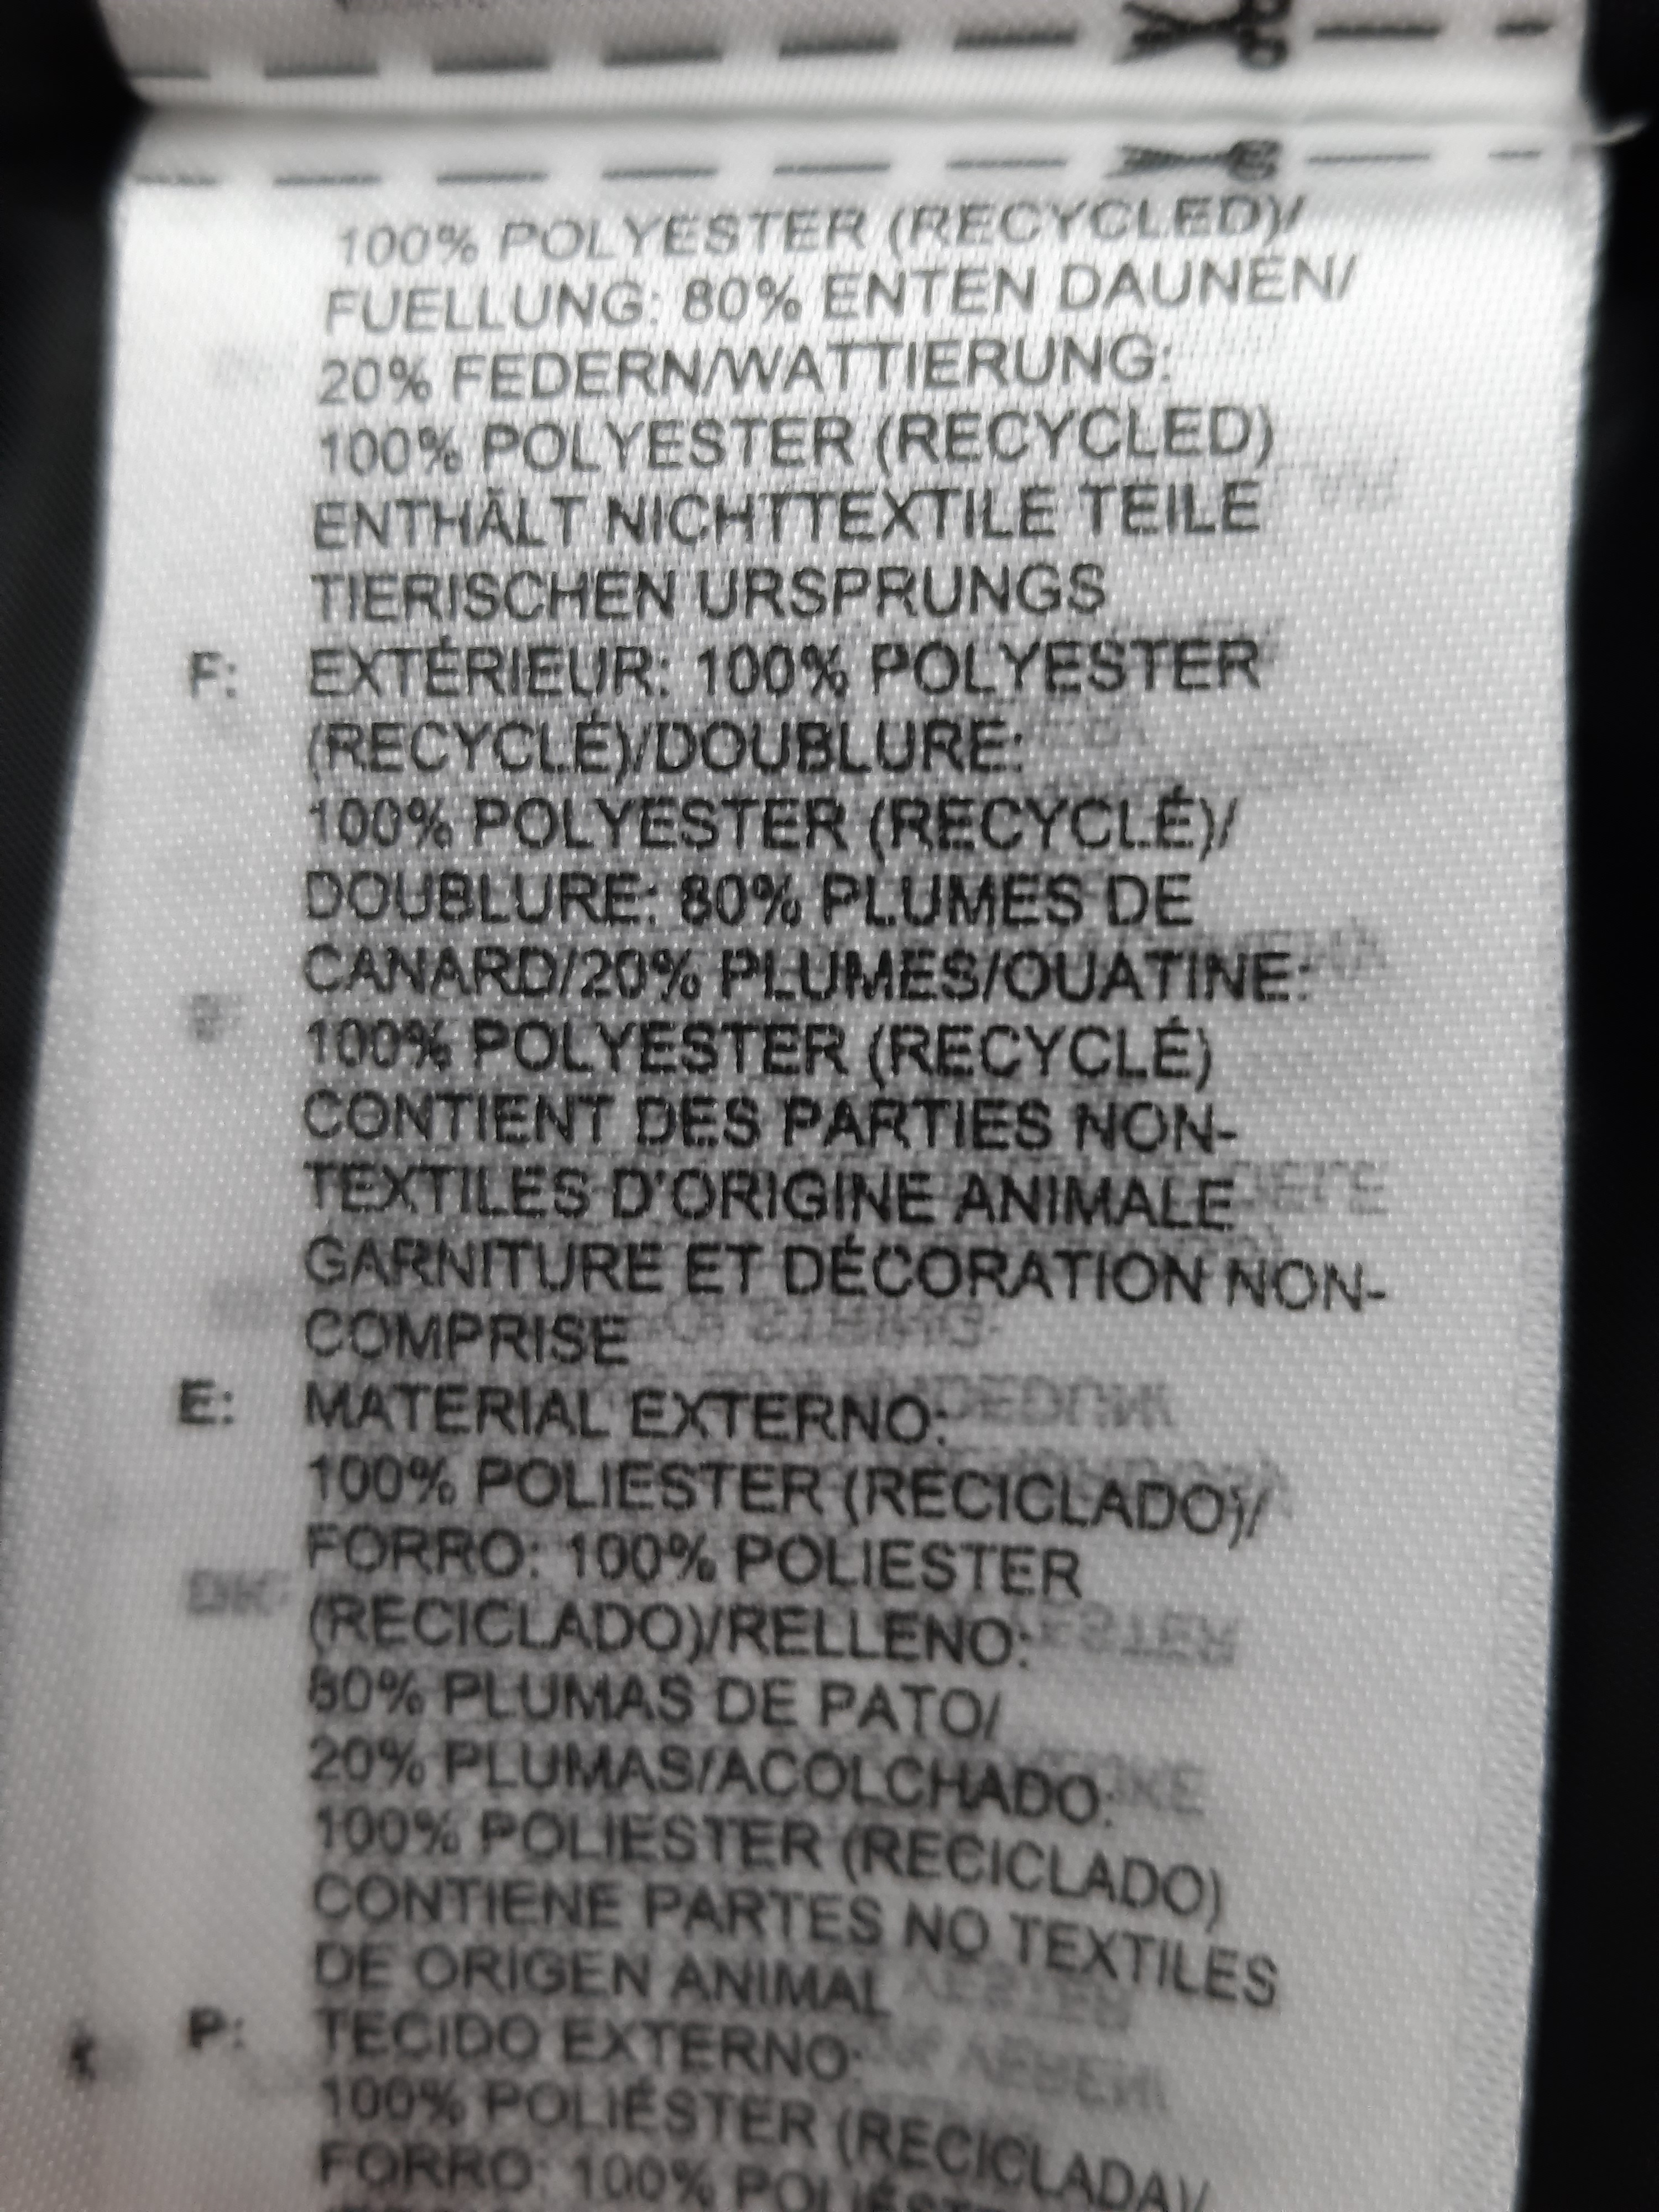 100% POLYESTER (RECYCLED)/
FUELLUNG: 80% ENTEN DAUNEN/
20% FEDERN/WATTIERUNG:
100% POLYESTER (RECYCLED)
ENTHÄLT NICHTTEXTILE TEILE
TIERISCHEN URSPRUNGS
F: EXTÉRIEUR: 100% POLYESTER
(RECYCLÉ)/DOUBLURE:
100% POLYESTER (RECYCLÉ)/
DOUBLURE: 80% PLUMES DE
CANARD/20% PLUMES/OUATINE:
100% POLYESTER (RECYCLÉ)
CONTIENT DES PARTIES NON-
TEXTILES D'ORIGINE ANIMALE
GARNITURE ET DÉCORATION NON-
COMPRISE
E: MATERIAL EXTERNO:
100% POLIESTER (RECICLADO)/
FORRO: 100% POLIESTER
(RECICLADO)/RELLENO:
80% PLUMAS DE PATO/
20% PLUMAS/ACOLCHADO:
100% POLIESTER (RECICLADO)
CONTIENE PARTES NO TEXTILES
DE ORIGEN ANIMAL
P: TECIDO EXTERNO:
100% POLIÉSTER (RECICLADA)/
FORRO: 100% POLIÉSTER